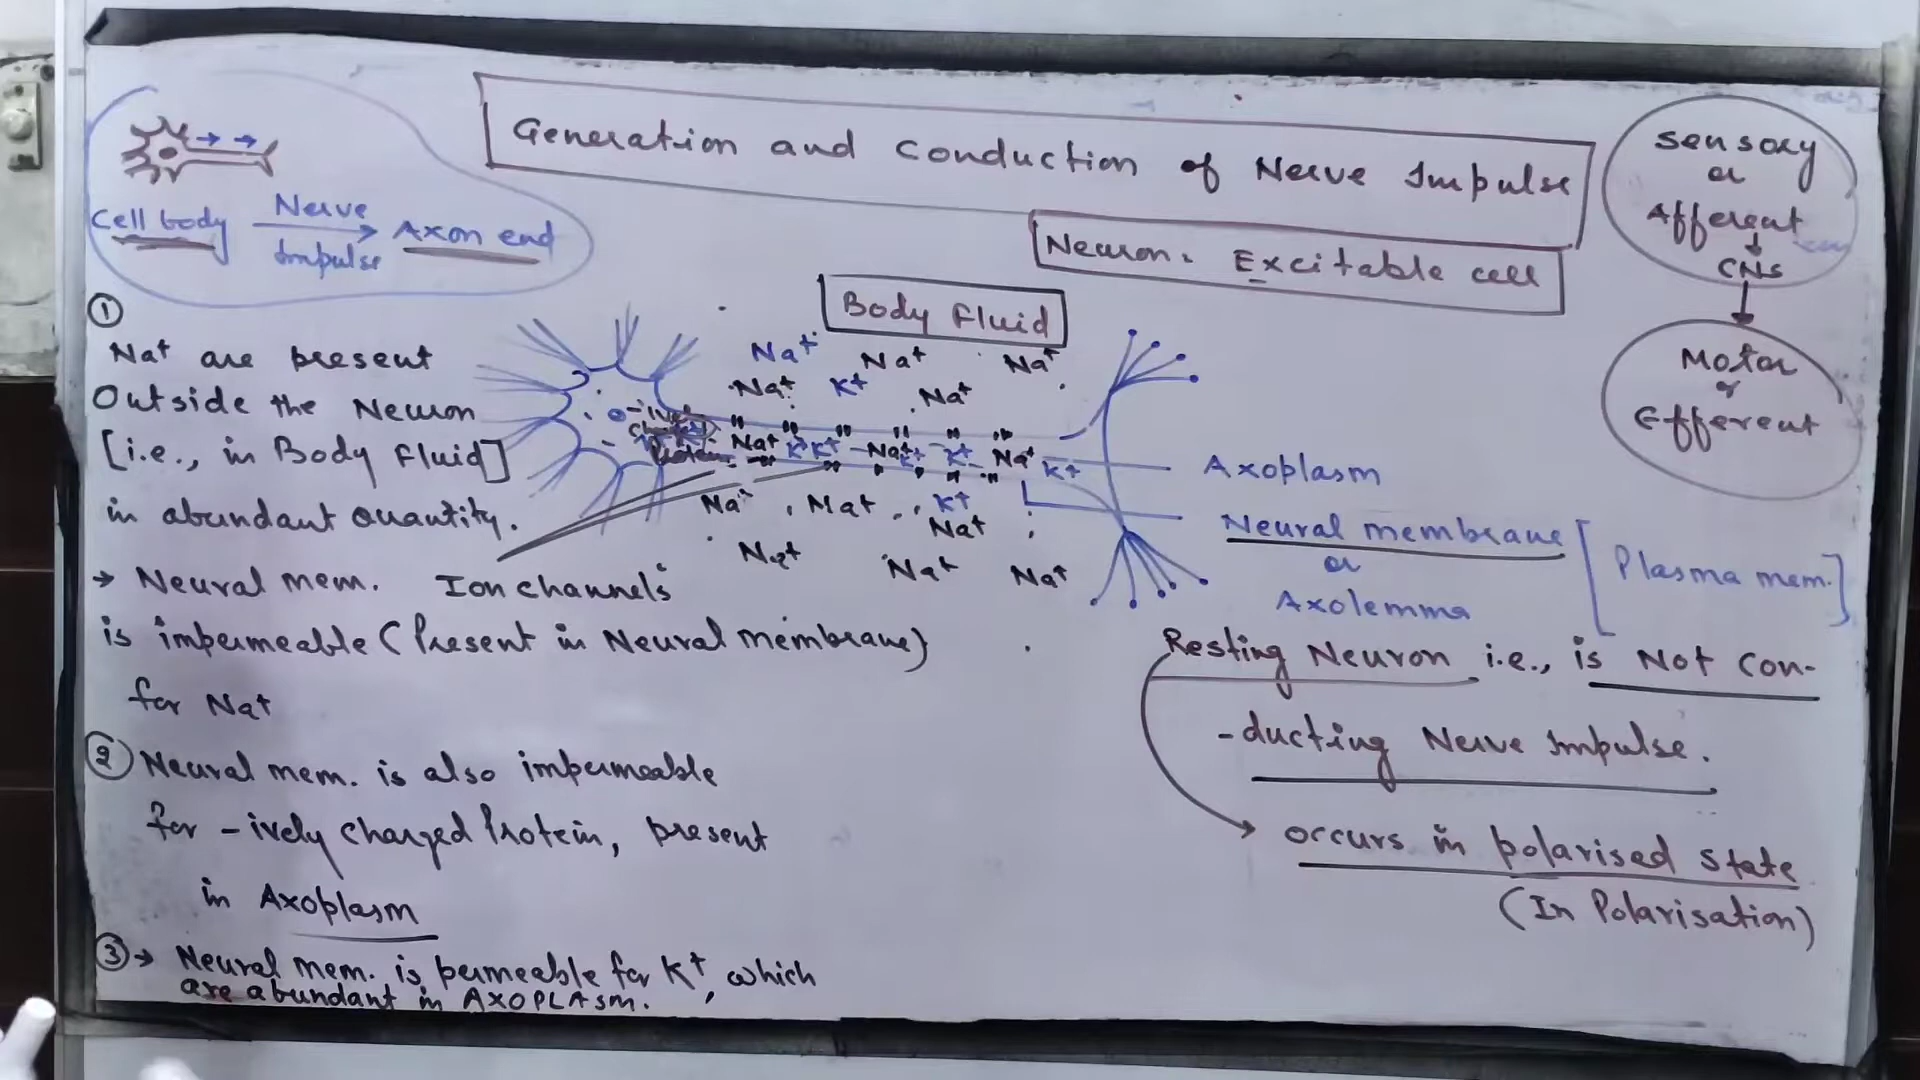 Generation and Conduction of Nerve Impulse
Neuron: Excitable cell
Cell body Nerve Impulse Axon end
Sensory
or
Afferent
CNS
Motor
or
Efferent
Body Fluid
Na+ Na+ Na+
Na+ K+ Na+
-ively
charged
Protein
Na+ K+ K+ Na+ K+ K+ Na+ K+
Na+ Na+ K+
Na+
Na+ Na+ Na+
Axoplasm
Neural membrane [Plasma mem.]
or
Axolemma
①
Na+ are present
Outside the Neuron
[i.e., in Body Fluid]
in abundant Quantity.
→ Neural mem.
is impermeable
for Na+
Ion channels
(Present in Neural membrane)
② Neural mem. is also impermeable
for -ively charged Protein, present
in Axoplasm
③→ Neural mem. is permeable for K+, which
are abundant in AXOPLASM.
Resting Neuron i.e., is Not con-
-ducting Nerve Impulse.
→ occurs in polarised state
(In Polarisation)